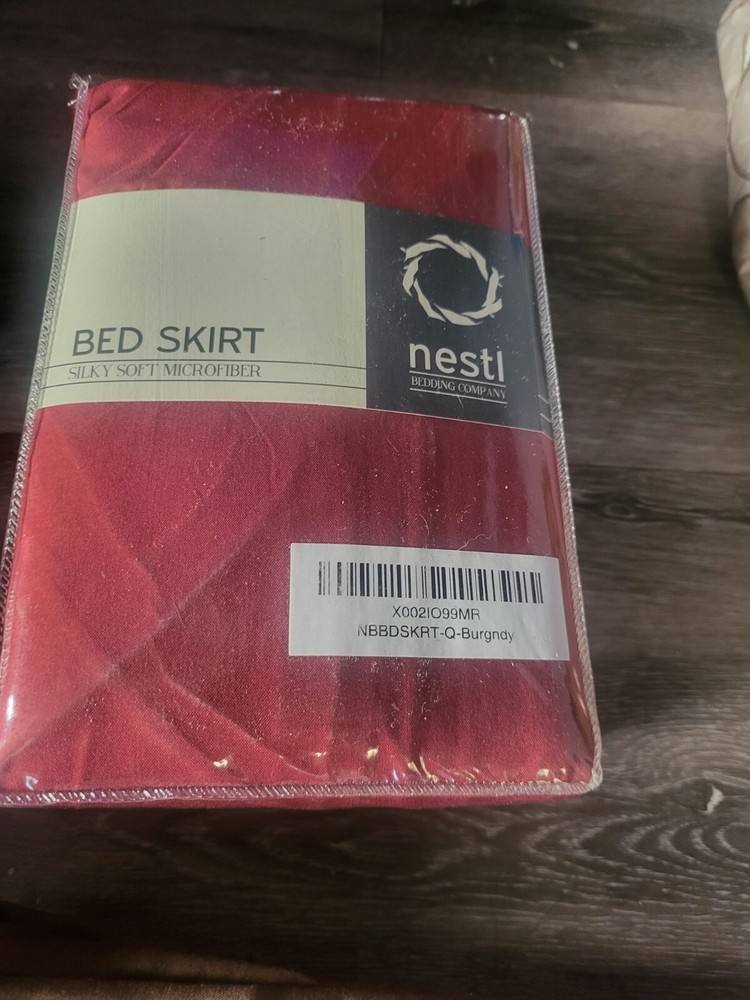 BED SKIRT
SILKY SOFT MICROFIBER
nestl
BEDDING COMPANY
X002IO99MR
NBBDSKRT-Q-Burgndy